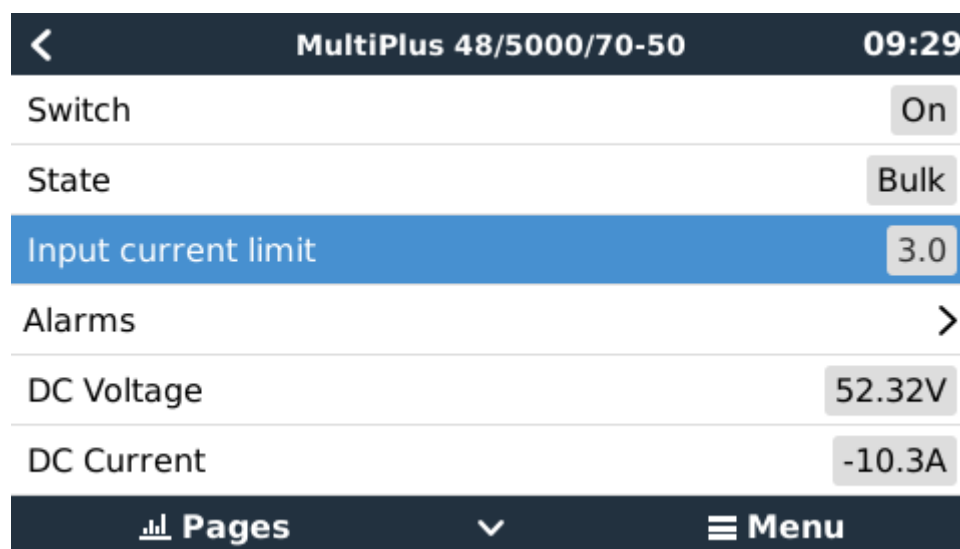 MultiPlus 48/5000/70-50 09:29
Switch On
State Bulk
Input current limit 3.0
Alarms
DC Voltage 52.32V
DC Current -10.3A
Pages Menu